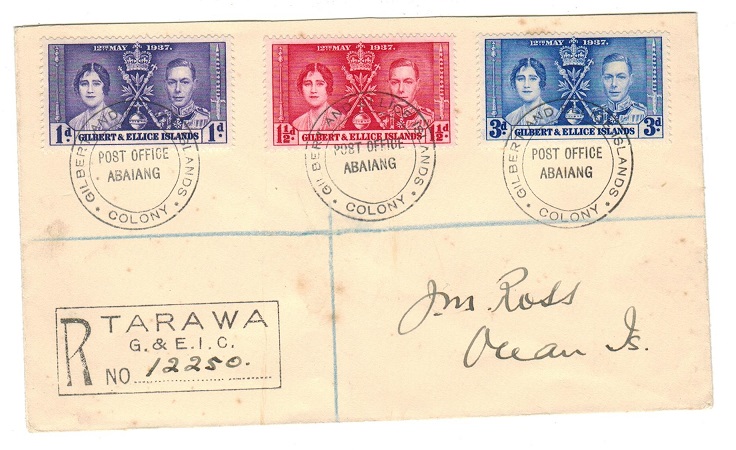 12TH MAY 1937.
1d 1d
GILBERT & ELLICE ISLANDS
12TH MAY 1937.
1½d. 1½d.
GILBERT & ELLICE ISLANDS
12TH MAY 1937.
3d 3d
GILBERT & ELLICE ISLANDS
GILBERT AND ELLICE ISLANDS
POST OFFICE
ABAIANG
• COLONY •
GILBERT AND ELLICE ISLANDS
POST OFFICE
ABAIANG
• COLONY •
GILBERT AND ELLICE ISLANDS
POST OFFICE
ABAIANG
• COLONY •
R TARAWA
G. & E.I.C.
NO 12250.
Jm. Ross
Ocean Is.